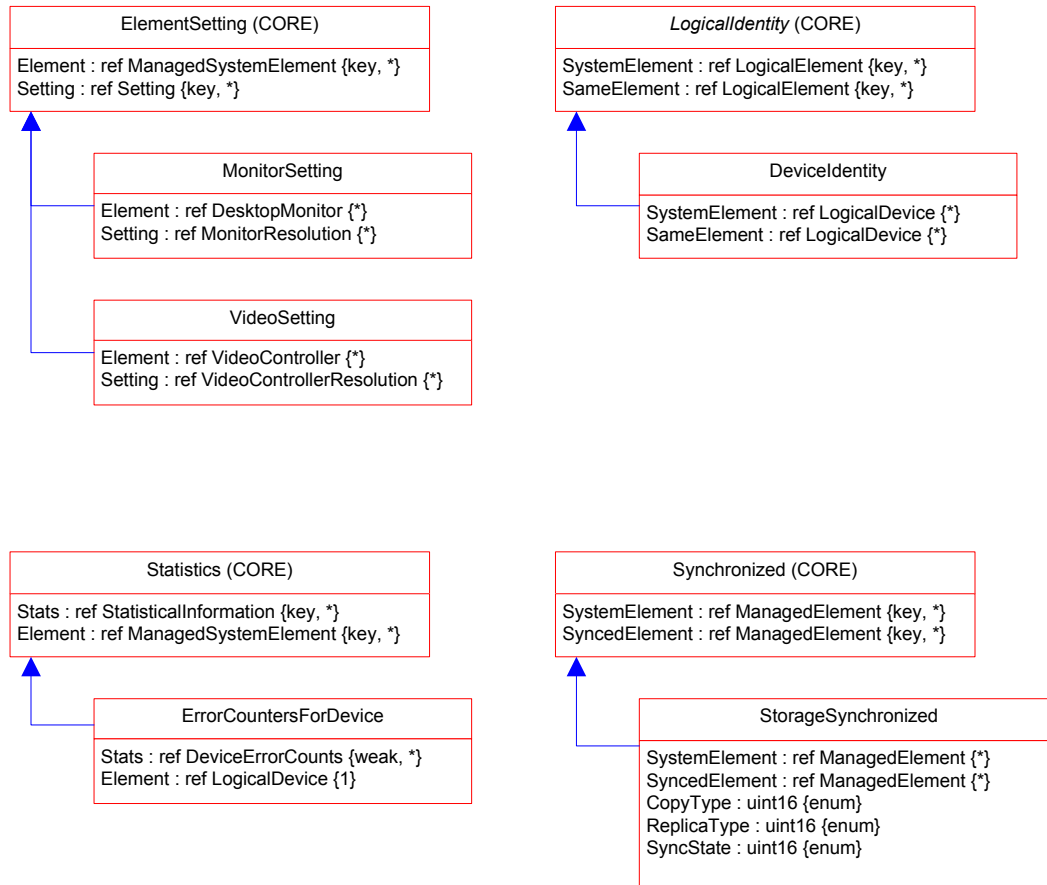 ElementSetting (CORE)
Element : ref ManagedSystemElement {key, *}
Setting : ref Setting {key, *}
MonitorSetting
Element : ref DesktopMonitor {*}
Setting : ref MonitorResolution {*}
VideoSetting
Element : ref VideoController {*}
Setting : ref VideoControllerResolution {*}
LogicalIdentity (CORE)
SystemElement : ref LogicalElement {key, *}
SameElement : ref LogicalElement {key, *}
DeviceIdentity
SystemElement : ref LogicalDevice {*}
SameElement : ref LogicalDevice {*}
Statistics (CORE)
Stats : ref StatisticalInformation {key, *}
Element : ref ManagedSystemElement {key, *}
ErrorCountersForDevice
Stats : ref DeviceErrorCounts {weak, *}
Element : ref LogicalDevice {1}
Synchronized (CORE)
SystemElement : ref ManagedElement {key, *}
SyncedElement : ref ManagedElement {key, *}
StorageSynchronized
SystemElement : ref ManagedElement {*}
SyncedElement : ref ManagedElement {*}
CopyType : uint16 {enum}
ReplicaType : uint16 {enum}
SyncState : uint16 {enum}